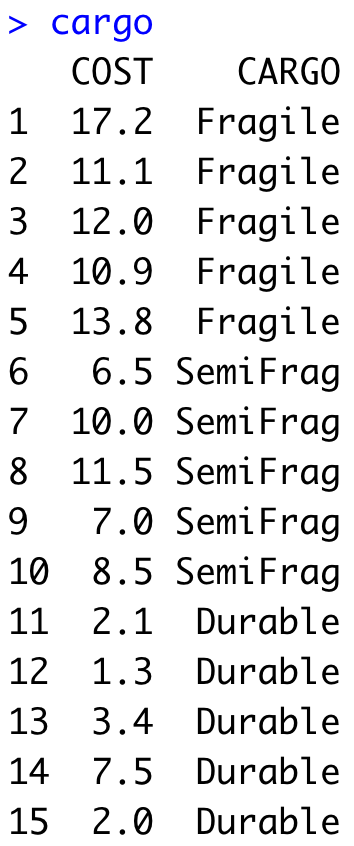 > cargo
COST CARGO
1 17.2 Fragile
2 11.1 Fragile
3 12.0 Fragile
4 10.9 Fragile
5 13.8 Fragile
6 6.5 SemiFrag
7 10.0 SemiFrag
8 11.5 SemiFrag
9 7.0 SemiFrag
10 8.5 SemiFrag
11 2.1 Durable
12 1.3 Durable
13 3.4 Durable
14 7.5 Durable
15 2.0 Durable